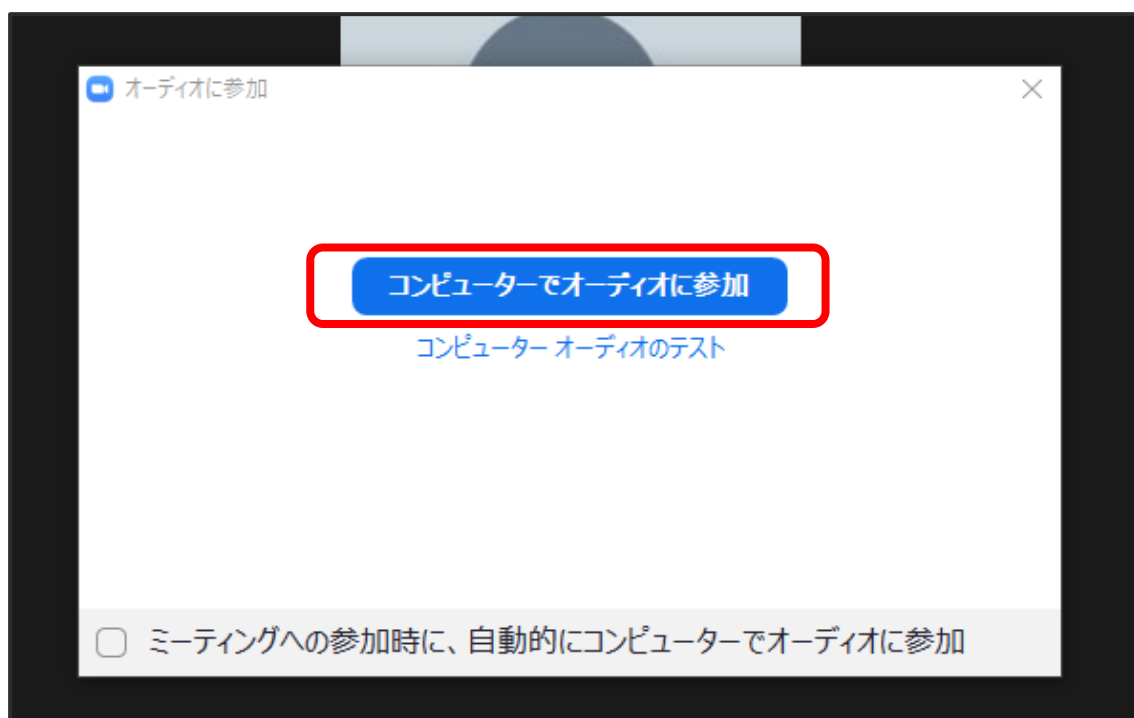 オーディオに参加
コンピューターでオーディオに参加
コンピューター オーディオのテスト
ミーティングへの参加時に、自動的にコンピューターでオーディオに参加